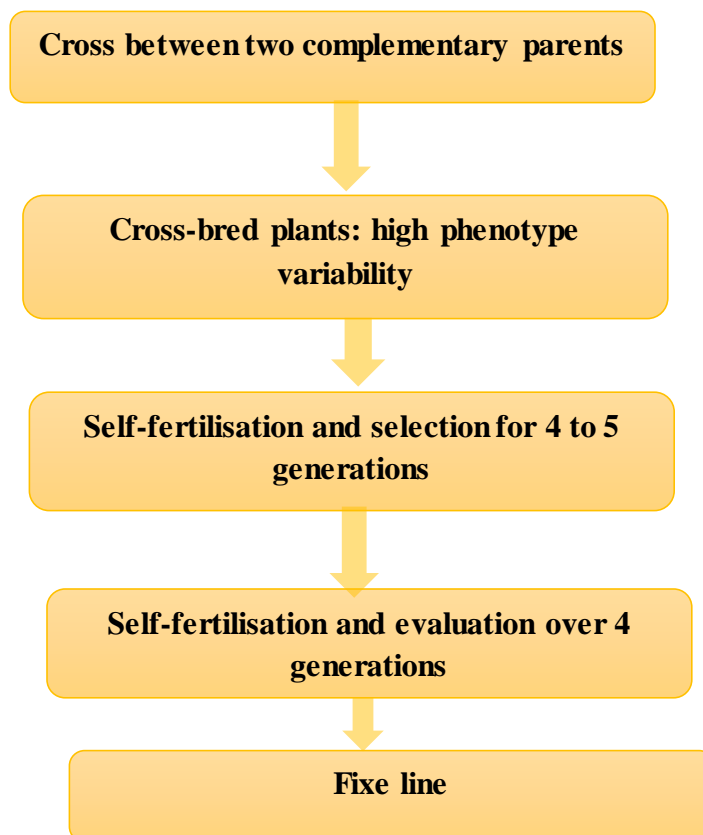 Cross between two complementary parents
Cross-bred plants: high phenotype
variability
Self-fertilisation and selection for 4 to 5
generations
Self-fertilisation and evaluation over 4
generations
Fixe line